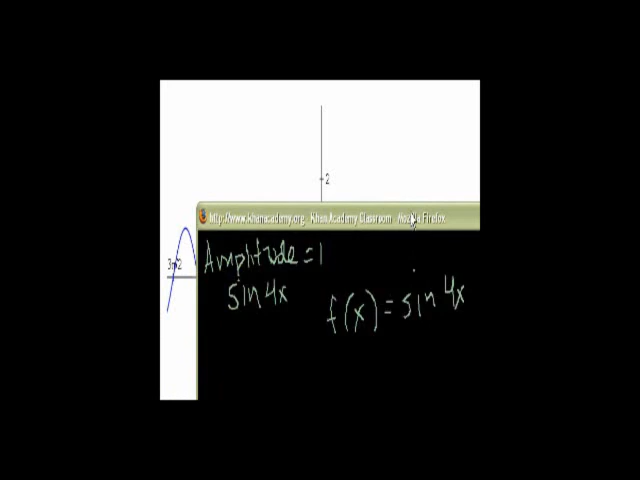 2
http://www.khanacademy.org - Khan Academy Classroom - Mozilla Firefox
Amplitude = 1
sin 4x
f(x) = sin 4x